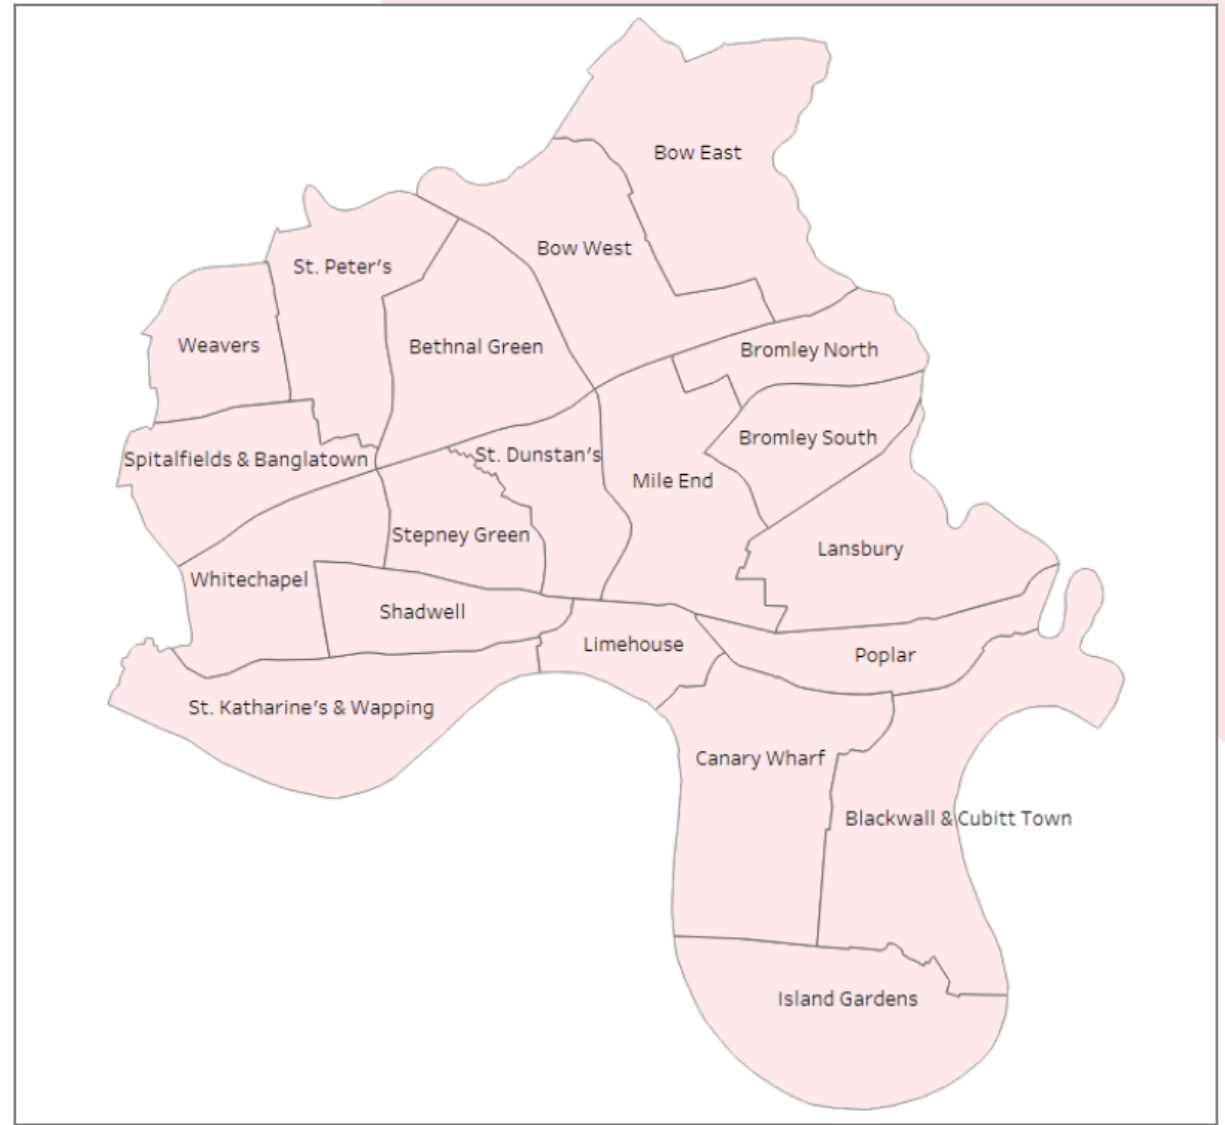 Bow East
Bow West
St. Peter's
Weavers
Bethnal Green
Bromley North
Bromley South
Spitalfields & Banglatown
St. Dunstan's
Mile End
Stepney Green
Lansbury
Whitechapel
Shadwell
Limehouse
Poplar
St. Katharine's & Wapping
Canary Wharf
Blackwall & Cubitt Town
Island Gardens